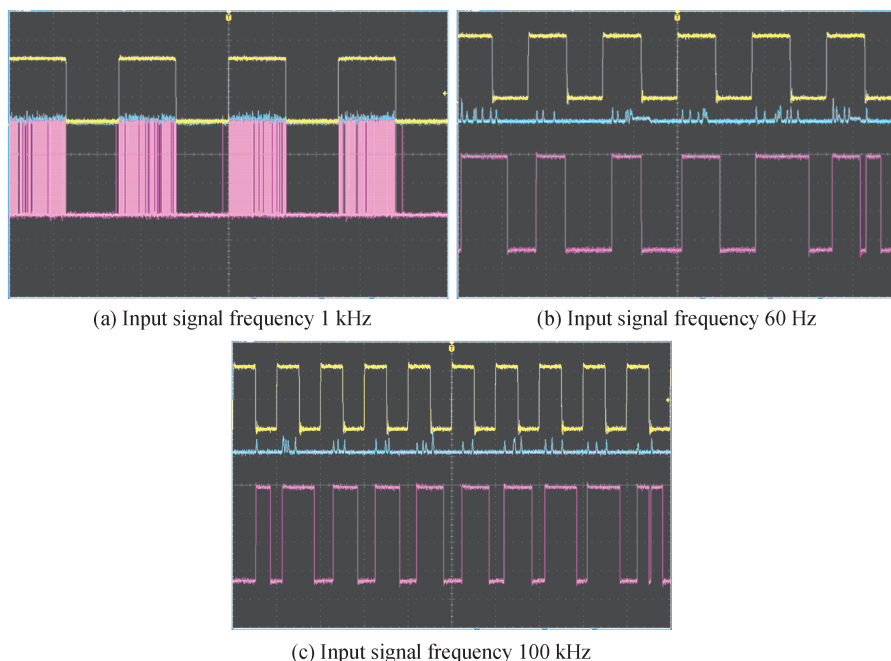 (a) Input signal frequency 1 kHz
(b) Input signal frequency 60 Hz
(c) Input signal frequency 100 kHz